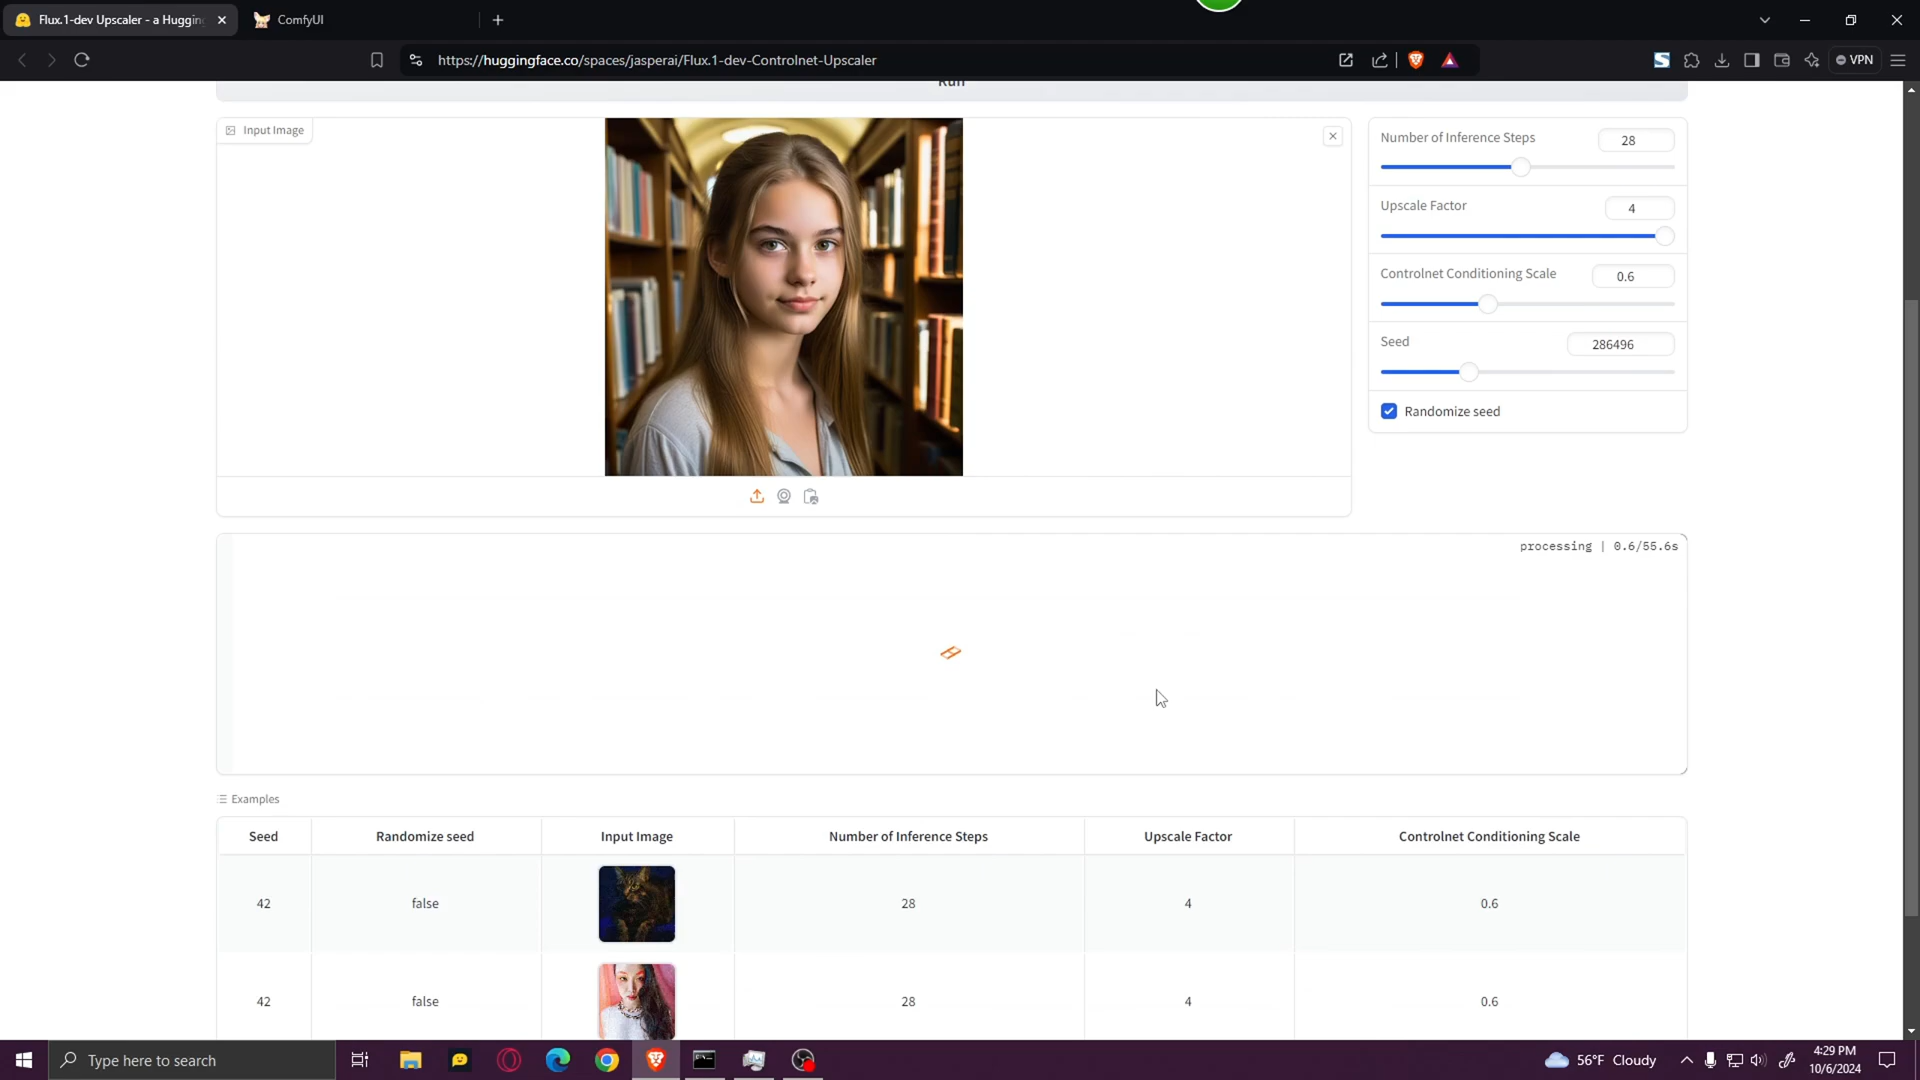 Flux.1-dev Upscaler - a Hugging
ComfyUI
https://huggingface.co/spaces/jasperai/Flux.1-dev-Controlnet-Upscaler
VPN
Run
Input Image
Number of Inference Steps
28
Upscale Factor
4
Controlnet Conditioning Scale
0.6
Seed
286496
Randomize seed
processing | 0.6/55.6s
Examples
Seed Randomize seed Input Image Number of Inference Steps Upscale Factor Controlnet Conditioning Scale
42 false 28 4 0.6
42 false 28 4 0.6
Type here to search
56°F Cloudy
4:29 PM
10/6/2024